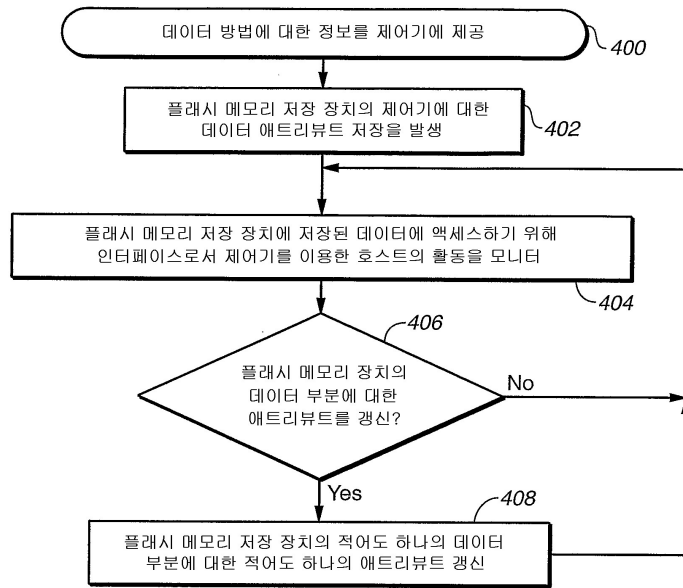 데이터 방법에 대한 정보를 제어기에 제공
400
플래시 메모리 저장 장치의 제어기에 대한
데이터 애트리뷰트 저장을 발생
402
플래시 메모리 저장 장치에 저장된 데이터에 액세스하기 위해
인터페이스로서 제어기를 이용한 호스트의 활동을 모니터
404
406
플래시 메모리 장치의
데이터 부분에 대한
애트리뷰트를 갱신?
No
Yes
408
플래시 메모리 저장 장치의 적어도 하나의 데이터
부분에 대한 적어도 하나의 애트리뷰트 갱신